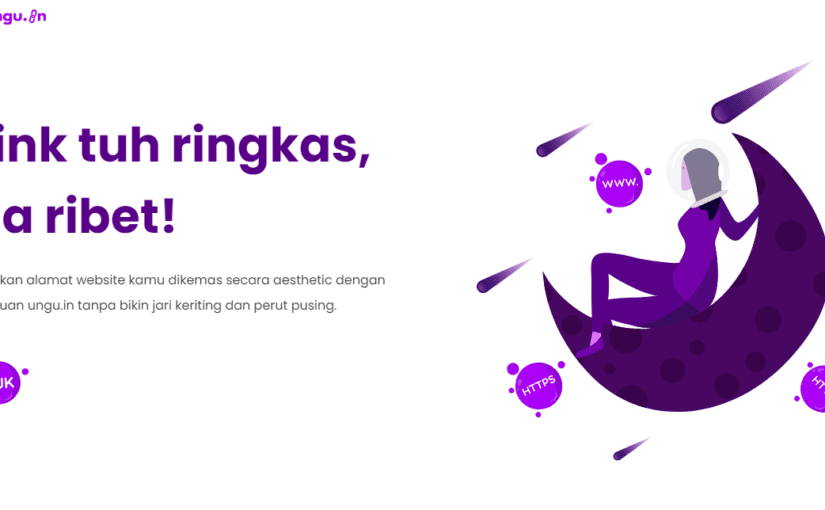 ngu.in
ink tuh ringkas,
a ribet!
kan alamat website kamu dikemas secara aesthetic dengan
uan ungu.in tanpa bikin jari keriting dan perut pusing.
WWW.
UK
HTTPS
HT